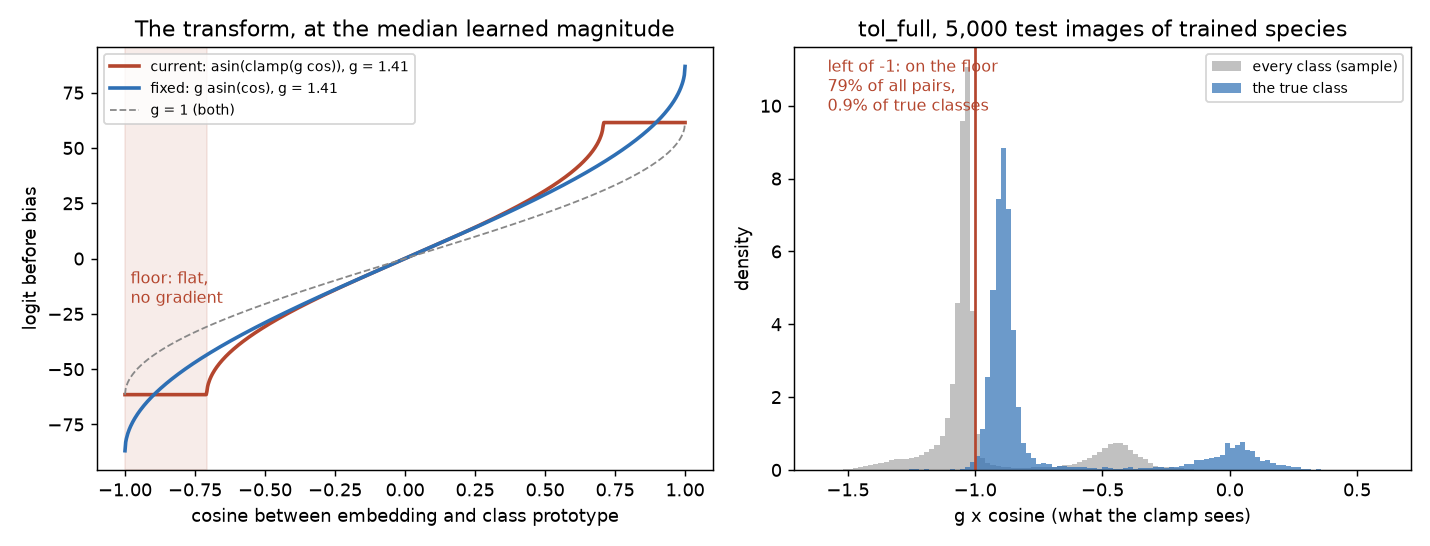 The transform, at the median learned magnitude
current: asin(clamp(g cos)), g = 1.41
fixed: g asin(cos), g = 1.41
g = 1 (both)
floor: flat,
no gradient
75
50
25
0
−25
−50
−75
logit before bias
−1.00 −0.75 −0.50 −0.25 0.00 0.25 0.50 0.75 1.00
cosine between embedding and class prototype
tol_full, 5,000 test images of trained species
left of -1: on the floor
79% of all pairs,
0.9% of true classes
every class (sample)
the true class
10
8
6
4
2
0
density
−1.5 −1.0 −0.5 0.0 0.5
g x cosine (what the clamp sees)